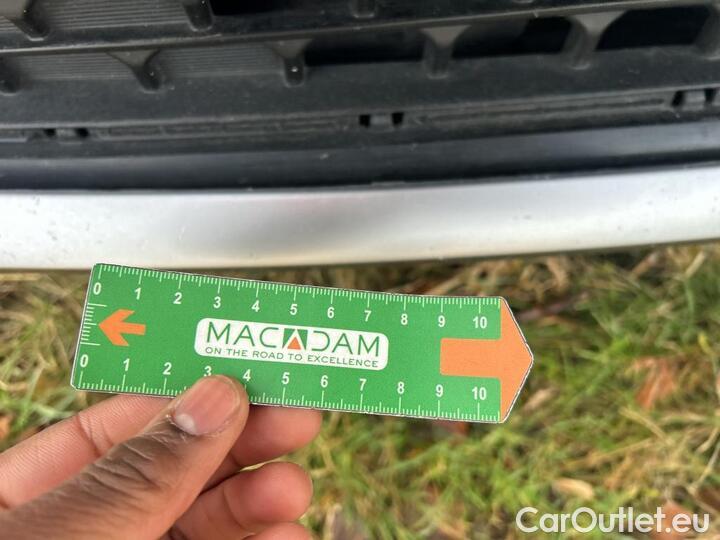 0 1 2 3 4 5 6 7 8 9 10
MACADAM
ON THE ROAD TO EXCELLENCE
0 1 2 3 4 5 6 7 8 9 10
CarOutlet.eu